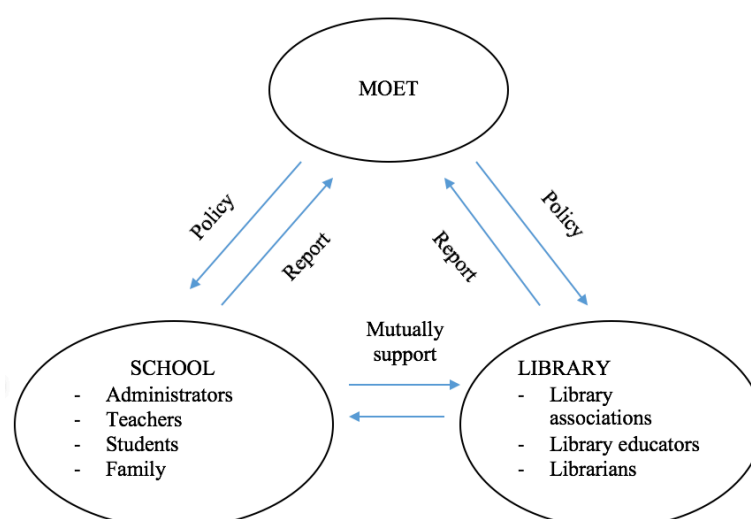 MOET
Policy
Report
Report
Policy
Mutually
support
SCHOOL
- Administrators
- Teachers
- Students
- Family
LIBRARY
- Library
associations
- Library educators
- Librarians